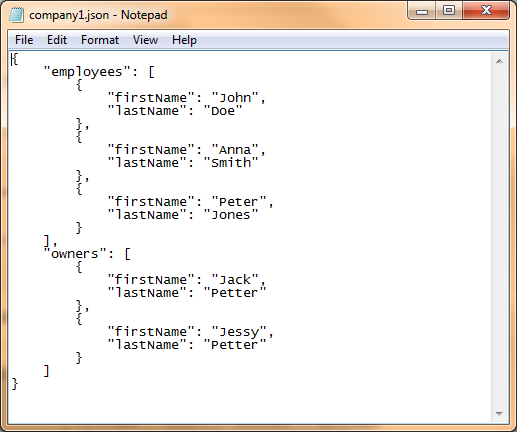 company1.json - Notepad
File Edit Format View Help
{
    "employees": [
        {
            "firstName": "John",
            "lastName": "Doe"
        },
        {
            "firstName": "Anna",
            "lastName": "Smith"
        },
        {
            "firstName": "Peter",
            "lastName": "Jones"
        }
    ],
    "owners": [
        {
            "firstName": "Jack",
            "lastName": "Petter"
        },
        {
            "firstName": "Jessy",
            "lastName": "Petter"
        }
    ]
}